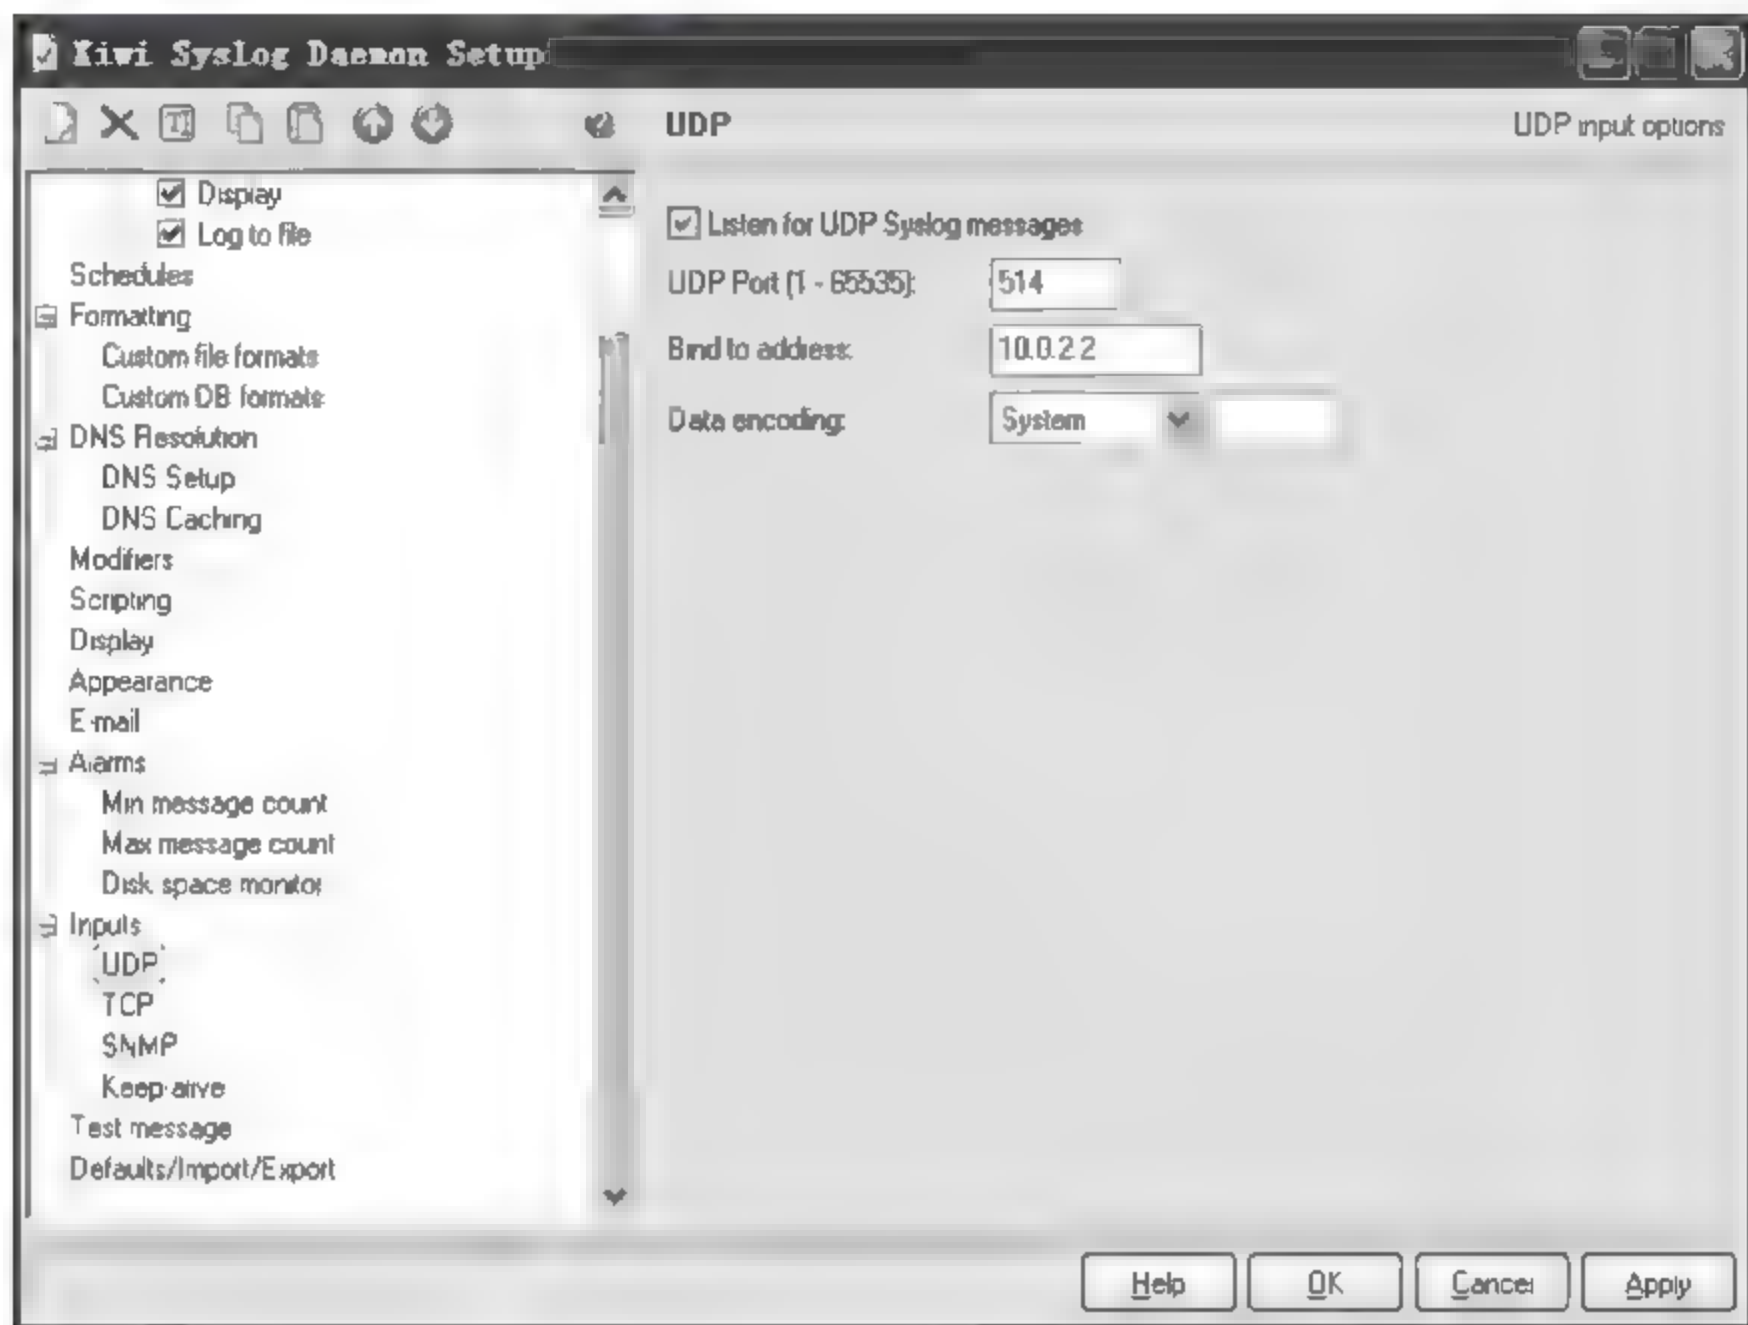 Kiwi Syslog Daemon Setup
UDP
UDP input options
Display
Log to file
Schedules
Formatting
Custom file formats
Custom DB formats
DNS Resolution
DNS Setup
DNS Caching
Modifiers
Scripting
Display
Appearance
E-mail
Alarms
Min message count
Max message count
Disk space monitor
Inputs
UDP
TCP
SNMP
Keep-alive
Test message
Defaults/Import/Export
Listen for UDP Syslog messages
UDP Port (1 - 65535): 514
Bind to address: 10.0.2.2
Data encoding: System
Help OK Cancel Apply